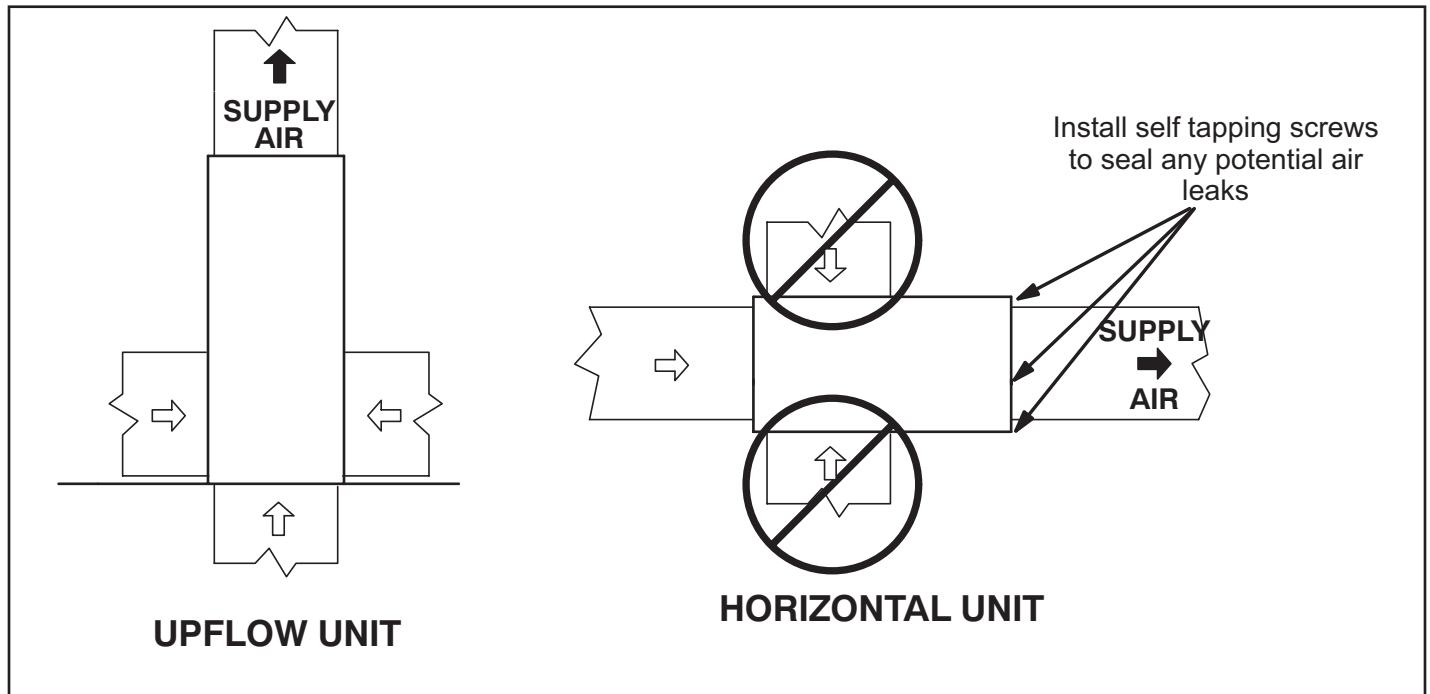 SUPPLY
AIR
UPFLOW UNIT
Install self tapping screws
to seal any potential air
leaks
SUPPLY
AIR
HORIZONTAL UNIT